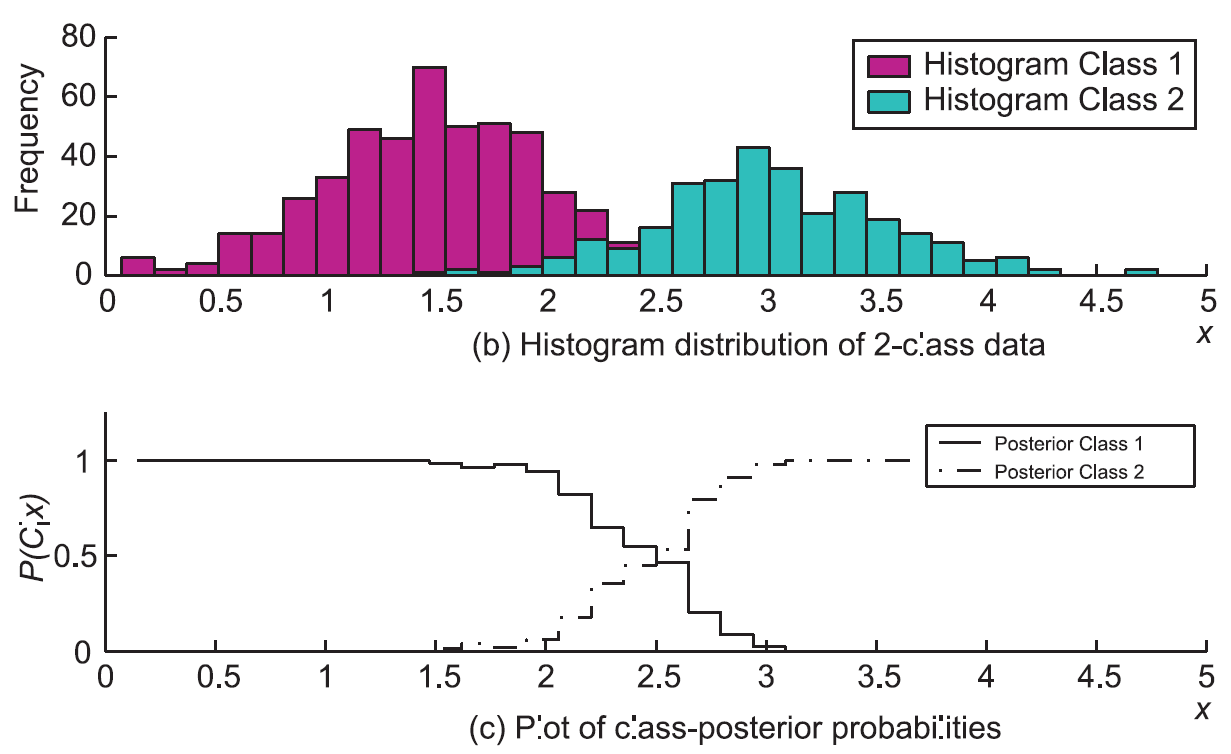 80
60
40
20
0
Frequency
Histogram Class 1
Histogram Class 2
0 0.5 1 1.5 2 2.5 3 3.5 4 4.5 5
x
(b) Histogram distribution of 2-class data
1
0.5
0
P(Cᵢx)
Posterior Class 1
Posterior Class 2
0 0.5 1 1.5 2 2.5 3 3.5 4 4.5 5
x
(c) Plot of class-posterior probabilities